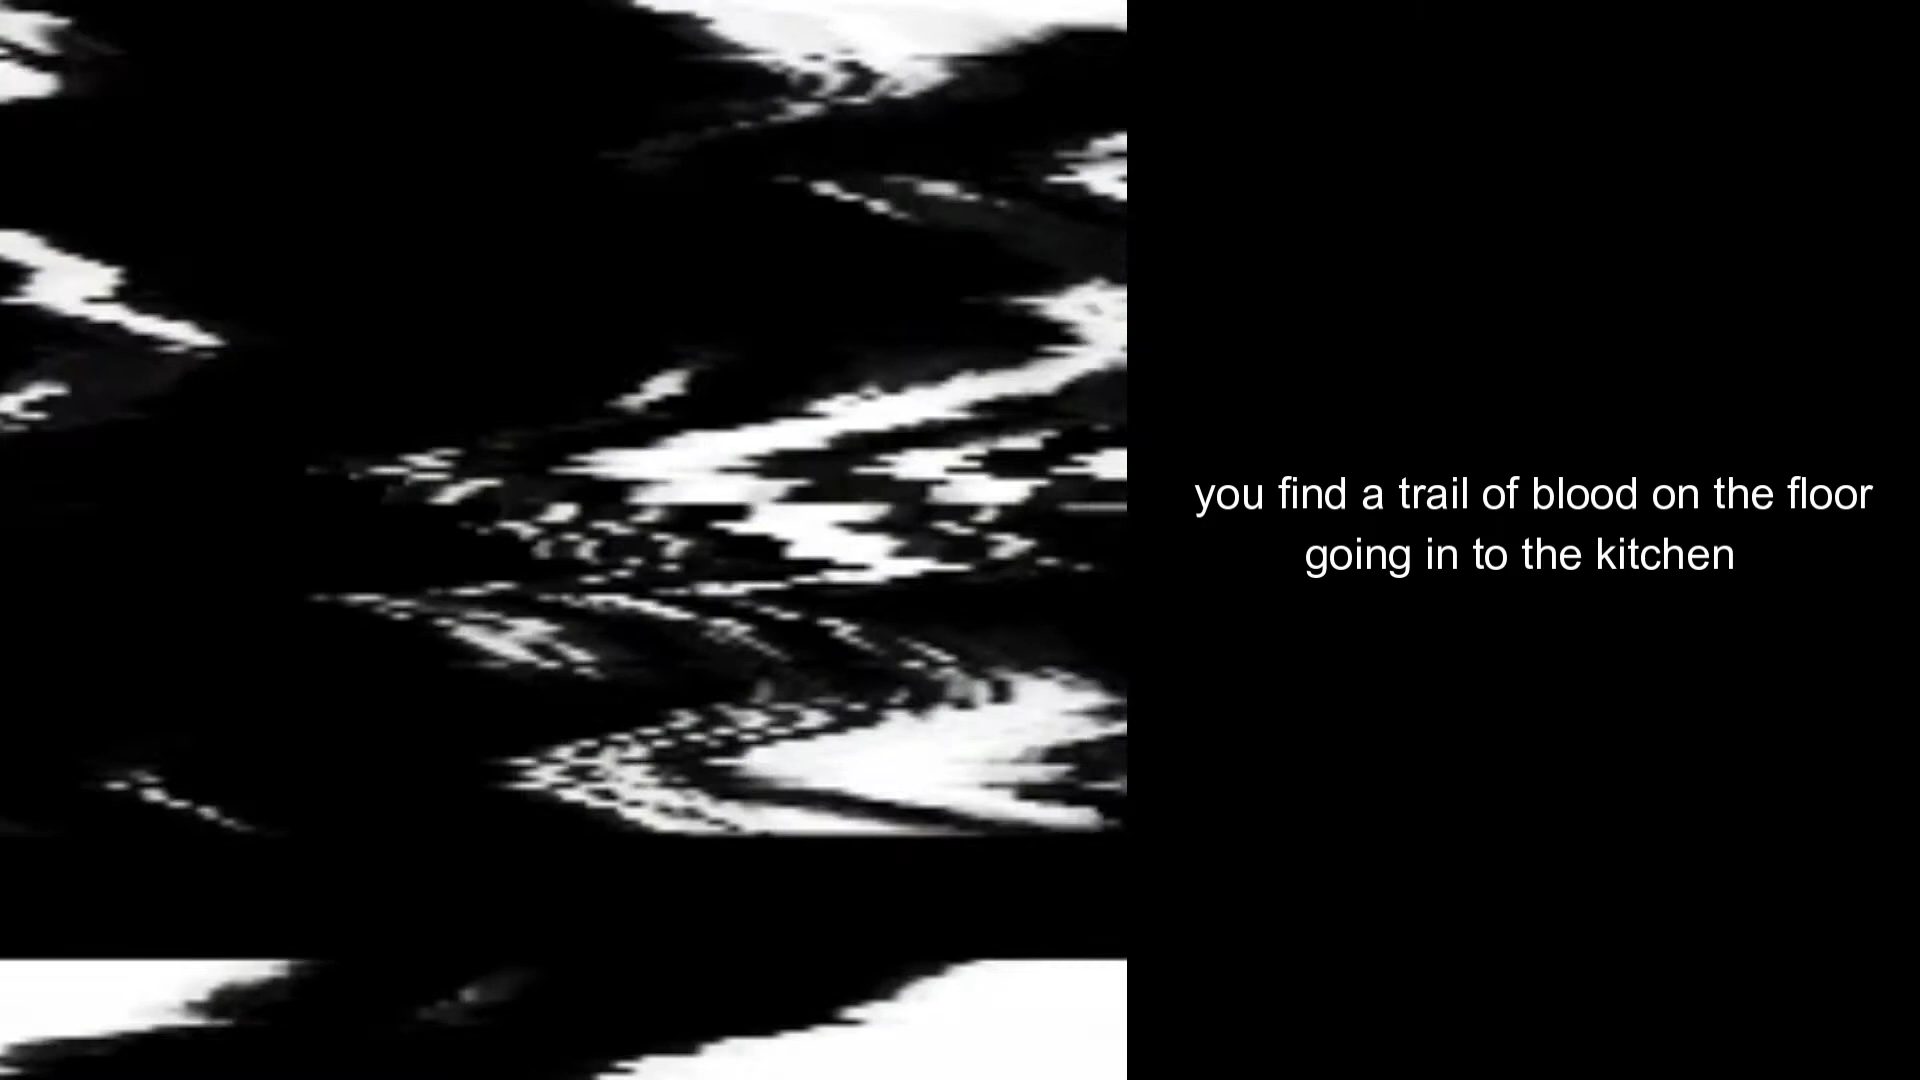 you find a trail of blood on the floor
going in to the kitchen